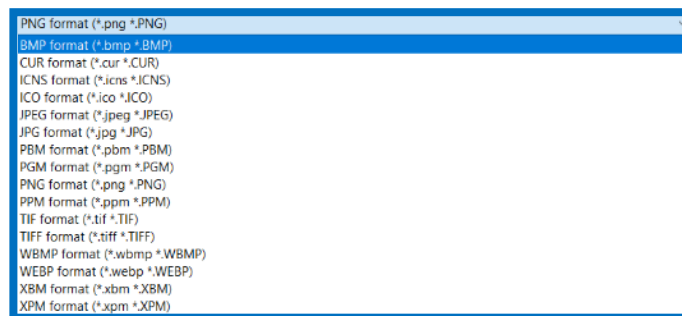 PNG format (*.png *.PNG)
BMP format (*.bmp *.BMP)
CUR format (*.cur *.CUR)
ICNS format (*.icns *.ICNS)
ICO format (*.ico *.ICO)
JPEG format (*.jpeg *.JPEG)
JPG format (*.jpg *.JPG)
PBM format (*.pbm *.PBM)
PGM format (*.pgm *.PGM)
PNG format (*.png *.PNG)
PPM format (*.ppm *.PPM)
TIF format (*.tif *.TIF)
TIFF format (*.tiff *.TIFF)
WBMP format (*.wbmp *.WBMP)
WEBP format (*.webp *.WEBP)
XBM format (*.xbm *.XBM)
XPM format (*.xpm *.XPM)